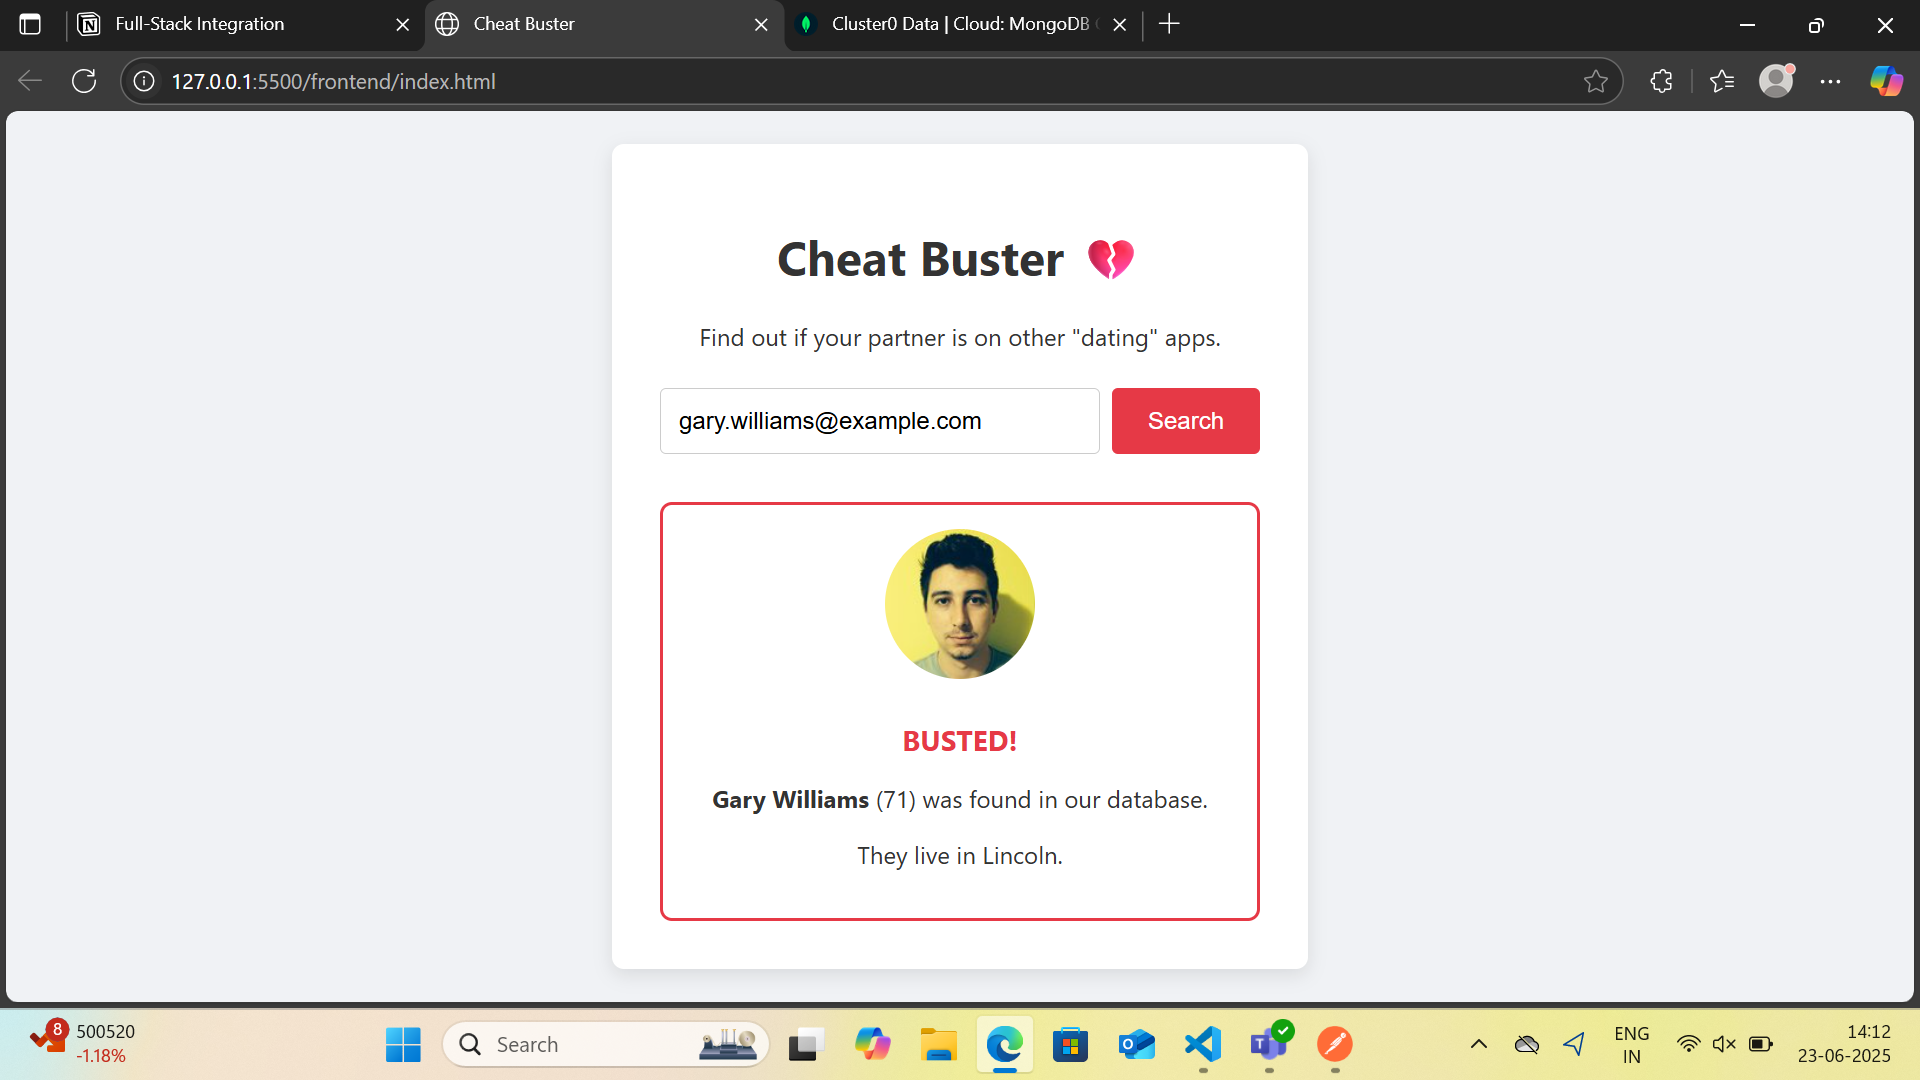 Full-Stack Integration
Cheat Buster
Cluster0 Data | Cloud: MongoDB
127.0.0.1:5500/frontend/index.html
Cheat Buster 💔
Find out if your partner is on other "dating" apps.
gary.williams@example.com
Search
BUSTED!
Gary Williams (71) was found in our database.
They live in Lincoln.
8
500520
-1.18%
Search
ENG
IN
14:12
23-06-2025